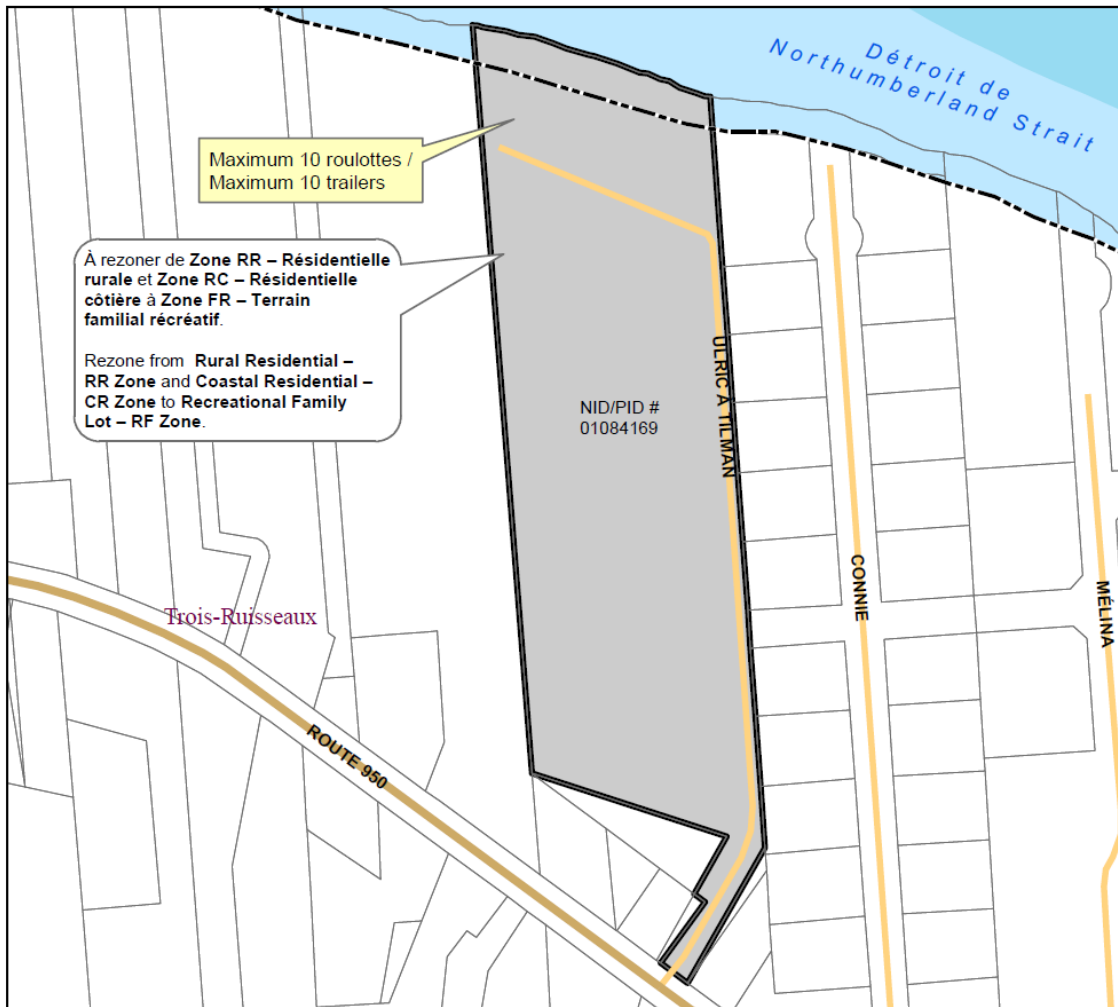 Détroit de
Northumberland Strait
Maximum 10 roulottes /
Maximum 10 trailers
À rezoner de Zone RR – Résidentielle
rurale et Zone RC – Résidentielle
côtière à Zone FR – Terrain
familial récréatif.
Rezone from Rural Residential –
RR Zone and Coastal Residential –
CR Zone to Recreational Family
Lot – RF Zone.
NID/PID #
01084169
ULRIC À TILMAN
CONNIE
MÉLINA
Trois-Ruisseaux
ROUTE 950